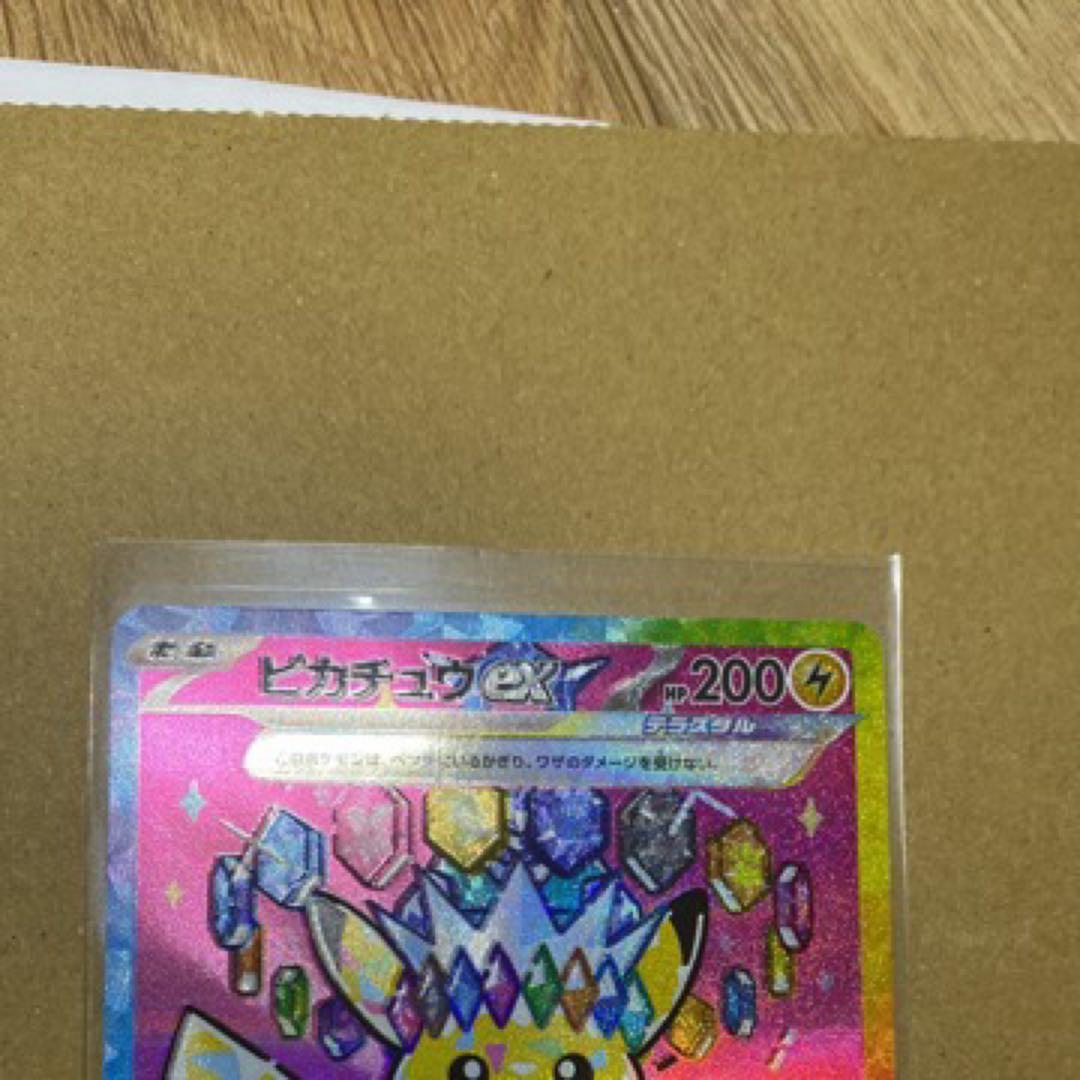 ピカチュウex HP 200
テラスタル
このポケモンは、ベンチにいるかぎり、ワザのダメージを受けない。